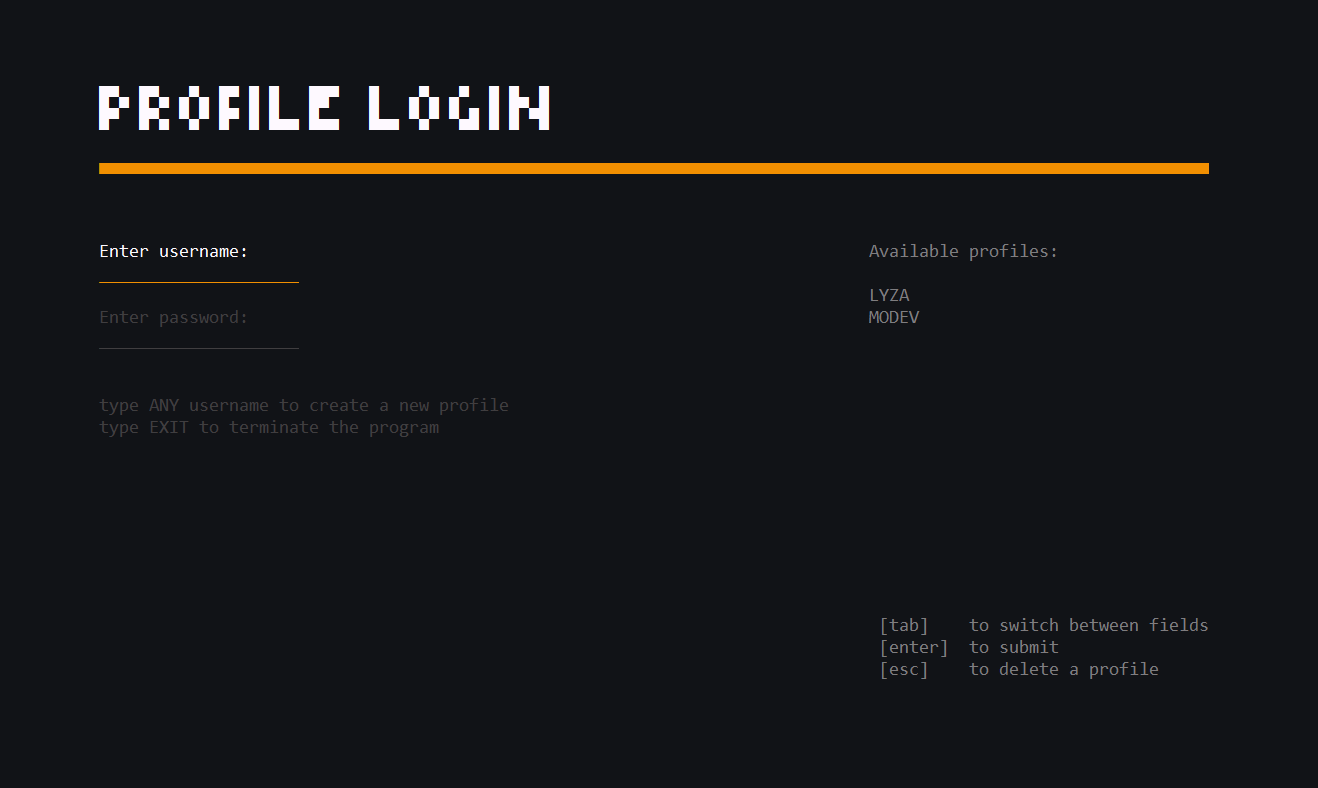 PROFILE LOGIN
Enter username:
Enter password:
type ANY username to create a new profile
type EXIT to terminate the program
Available profiles:
LYZA
MODEV
[tab] to switch between fields
[enter] to submit
[esc] to delete a profile